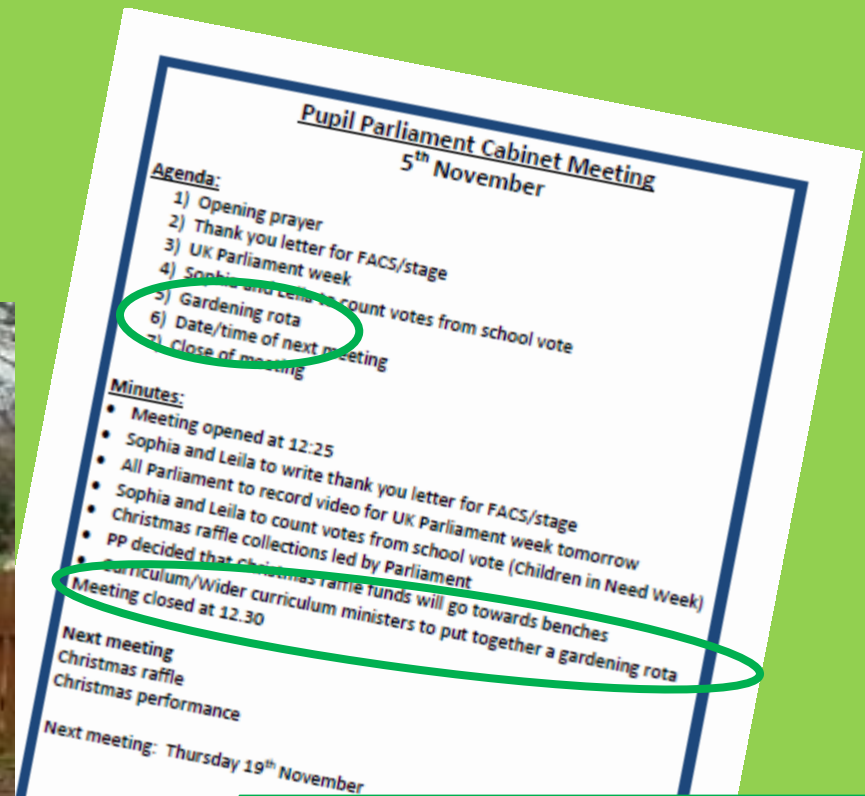 Pupil Parliament Cabinet Meeting
5th November
Agenda:
1) Opening prayer
2) Thank you letter for FACS/stage
3) UK Parliament week
4) Sophia and Leila to count votes from school vote
5) Gardening rota
6) Date/time of next meeting
7) Close of meeting
Minutes:
• Meeting opened at 12:25
• Sophia and Leila to write thank you letter for FACS/stage
• All Parliament to record video for UK Parliament week tomorrow
• Sophia and Leila to count votes from school vote (Children in Need Week)
• Christmas raffle collections led by Parliament
• PP decided that Christmas raffle funds will go towards benches
• Curriculum/Wider curriculum ministers to put together a gardening rota
Meeting closed at 12.30
Next meeting
Christmas raffle
Christmas performance
Next meeting: Thursday 19th November